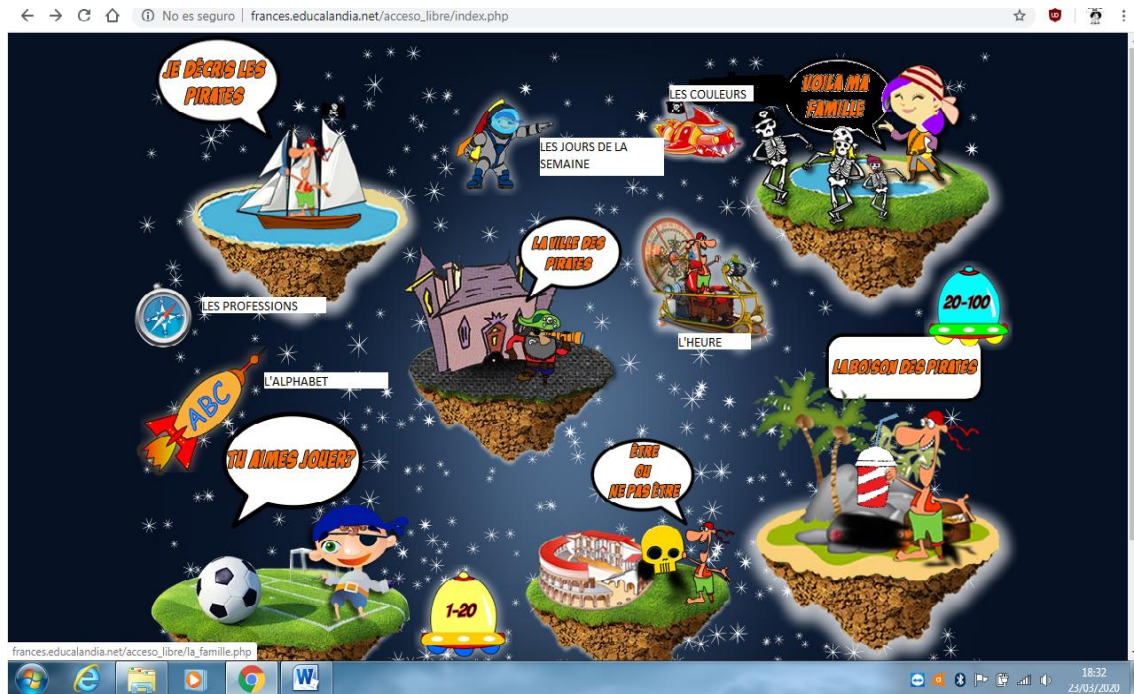 No es seguro | frances.educalandia.net/acceso_libre/index.php
JE DÈCRIS LES
PIRATES
LES COULEURS
VOILA MA
FAMILLE
LES JOURS DE LA
SEMAINE
LA VILLE DES
PIRATES
LES PROFESSIONS
20-100
L'HEURE
LA BOISON DES PIRATES
L'ALPHABET
ABC
TU AIMES JOUER?
ÊTRE
OU
NE PAS ÊTRE
1-20
frances.educalandia.net/acceso_libre/la_famille.php
18:32
23/03/2020